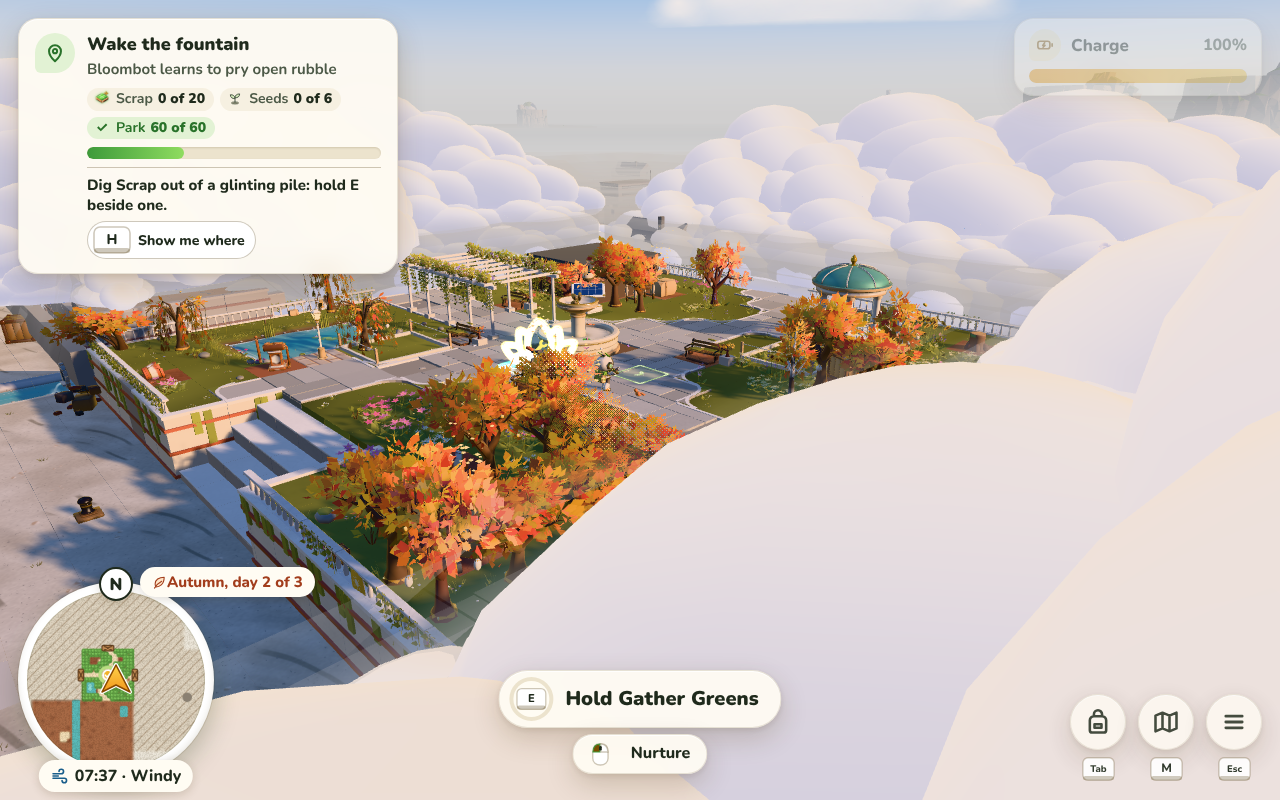 Wake the fountain
Bloombot learns to pry open rubble
Scrap 0 of 20
Seeds 0 of 6
Park 60 of 60
Dig Scrap out of a glinting pile: hold E
beside one.
H Show me where
Charge 100%
N
Autumn, day 2 of 3
07:37 · Windy
E Hold Gather Greens
Nurture
Tab
M
Esc